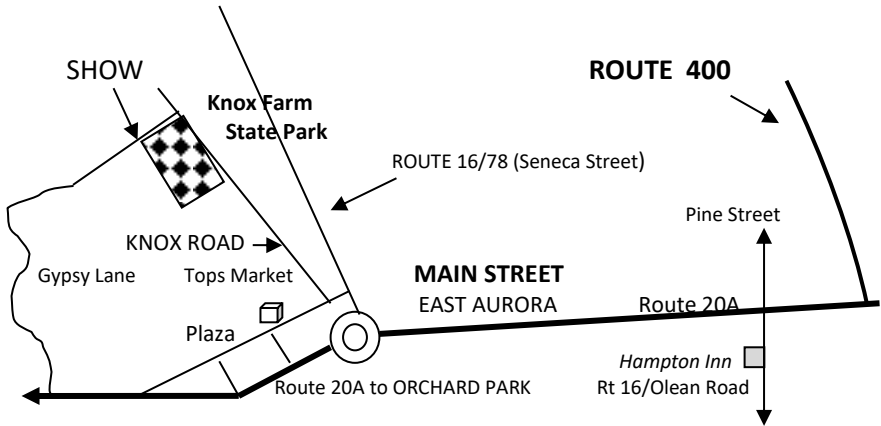 SHOW
ROUTE 400
Knox Farm
State Park
ROUTE 16/78 (Seneca Street)
Pine Street
KNOX ROAD
Gypsy Lane
Tops Market
MAIN STREET
EAST AURORA
Route 20A
Plaza
Hampton Inn
Route 20A to ORCHARD PARK
Rt 16/Olean Road